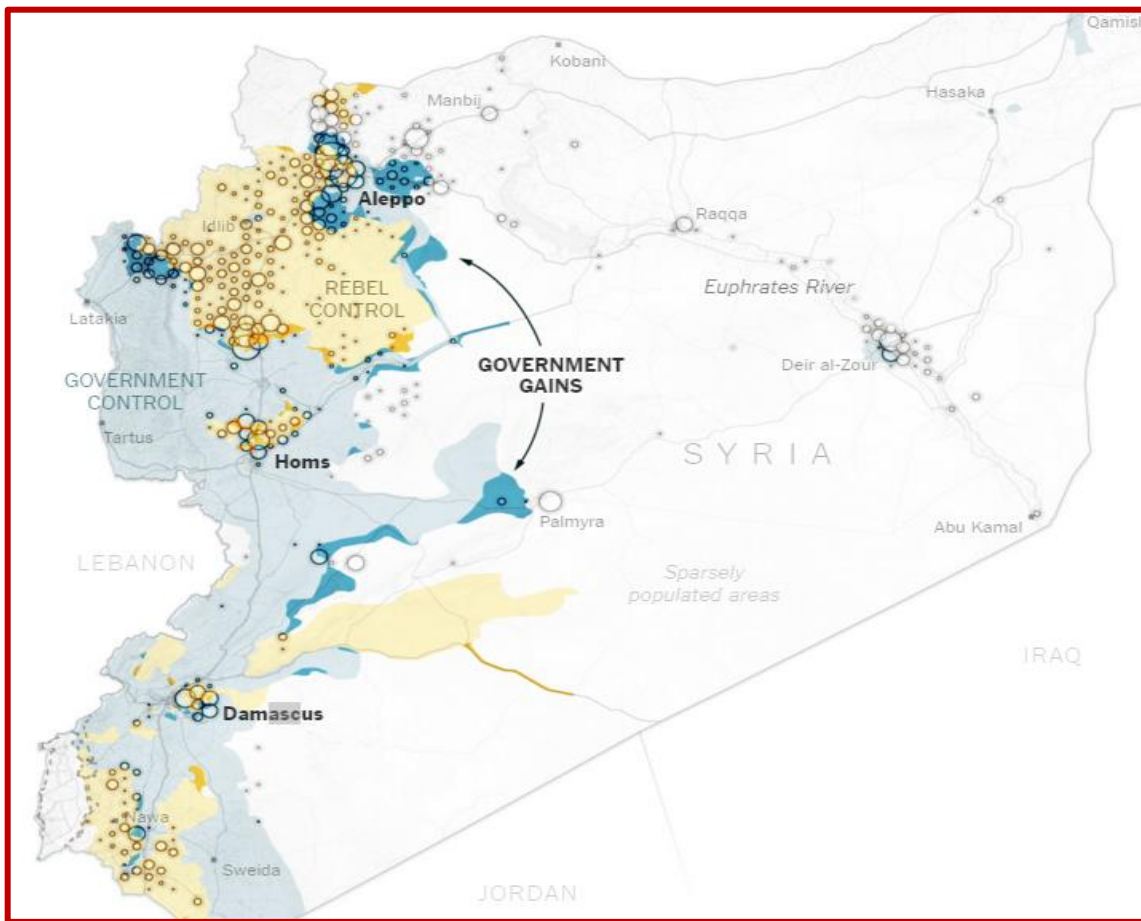 Qamish
Kobani
Manbij
Hasaka
Aleppo
Raqqa
Idlib
Euphrates River
REBEL
CONTROL
Latakia
GOVERNMENT
GAINS
Deir al-Zour
GOVERNMENT
CONTROL
Tartus
SYRIA
Homs
Palmyra
Abu Kamal
LEBANON
Sparsely
populated areas
IRAQ
Damascus
Nawa
Sweida
JORDAN